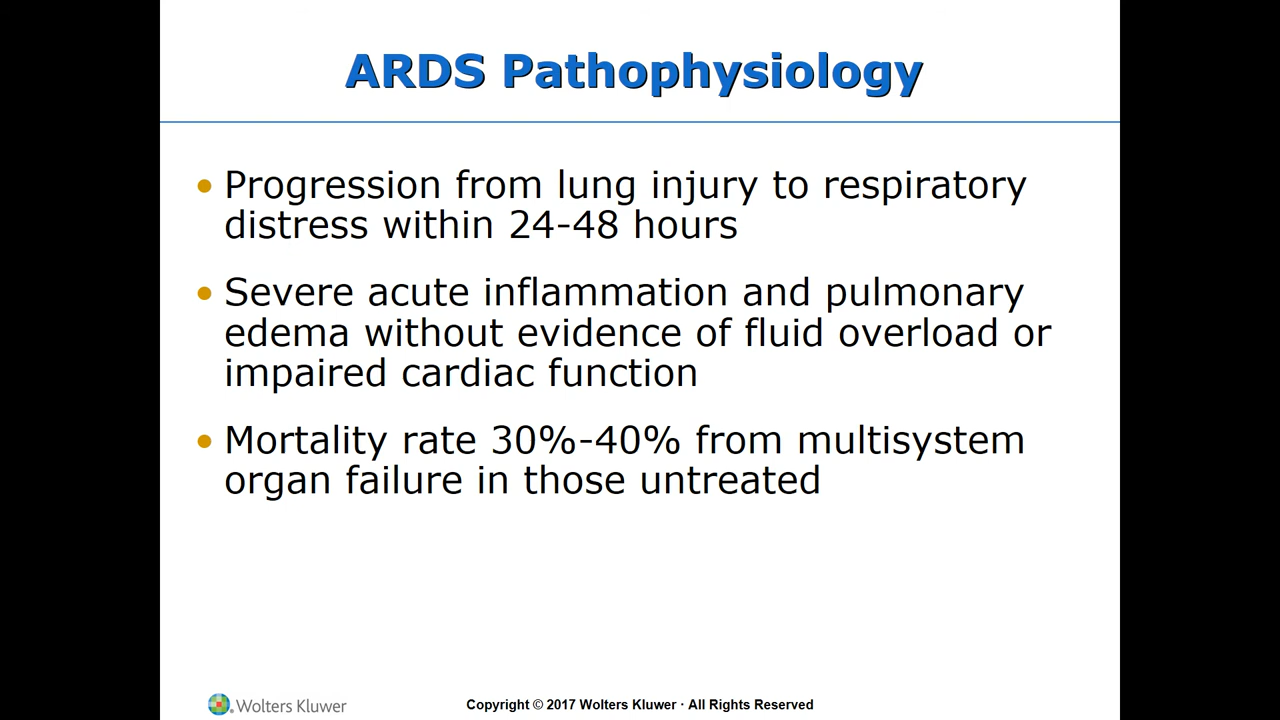 ARDS Pathophysiology
• Progression from lung injury to respiratory
distress within 24-48 hours
• Severe acute inflammation and pulmonary
edema without evidence of fluid overload or
impaired cardiac function
• Mortality rate 30%-40% from multisystem
organ failure in those untreated
Wolters Kluwer
Copyright © 2017 Wolters Kluwer · All Rights Reserved